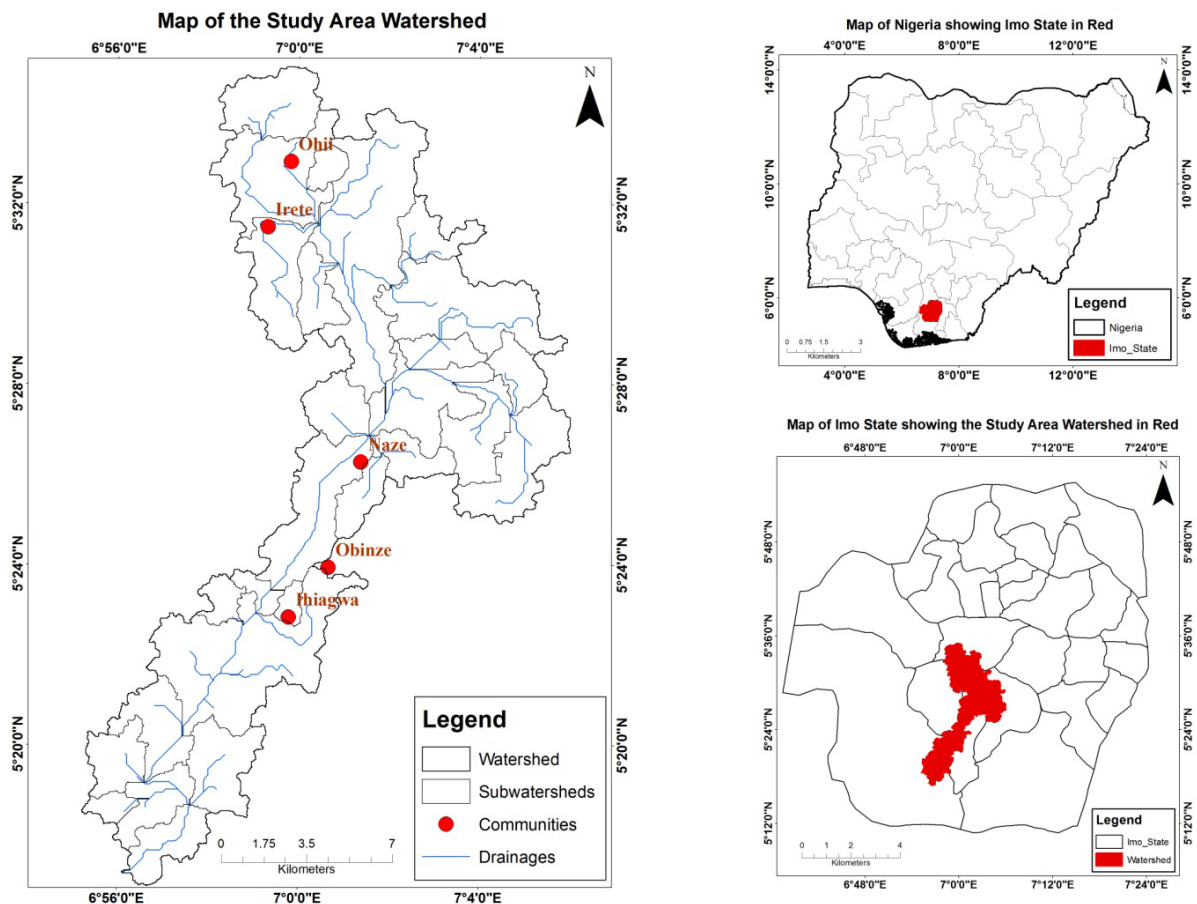 Map of the Study Area Watershed
6°56'0"E 7°0'0"E 7°4'0"E
N
5°32'0"N
5°28'0"N
5°24'0"N
5°20'0"N
5°32'0"N
5°28'0"N
5°24'0"N
5°20'0"N
Ohii
Irete
Naze
Obinze
Ihiagwa
Legend
Watershed
Subwatersheds
Communities
Drainages
0 1.75 3.5 7
Kilometers
6°56'0"E 7°0'0"E 7°4'0"E
Map of Nigeria showing Imo State in Red
4°0'0"E 8°0'0"E 12°0'0"E
N
14°0'0"N
10°0'0"N
6°0'0"N
14°0'0"N
10°0'0"N
6°0'0"N
Legend
Nigeria
Imo_State
0 0.75 1.5 3
Kilometers
4°0'0"E 8°0'0"E 12°0'0"E
Map of Imo State showing the Study Area Watershed in Red
6°48'0"E 7°0'0"E 7°12'0"E 7°24'0"E
N
5°48'0"N
5°36'0"N
5°24'0"N
5°12'0"N
5°48'0"N
5°36'0"N
5°24'0"N
5°12'0"N
Legend
Imo_State
Watershed
0 1 2 4
Kilometers
6°48'0"E 7°0'0"E 7°12'0"E 7°24'0"E